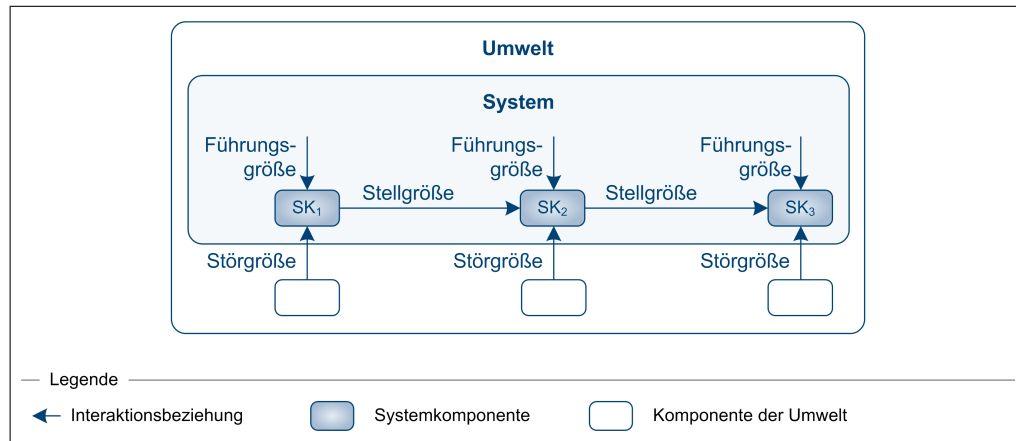 Umwelt
System
Führungs-
größe
Führungs-
größe
Führungs-
größe
SK₁
Stellgröße
SK₂
Stellgröße
SK₃
Störgröße
Störgröße
Störgröße
Legende
Interaktionsbeziehung
Systemkomponente
Komponente der Umwelt